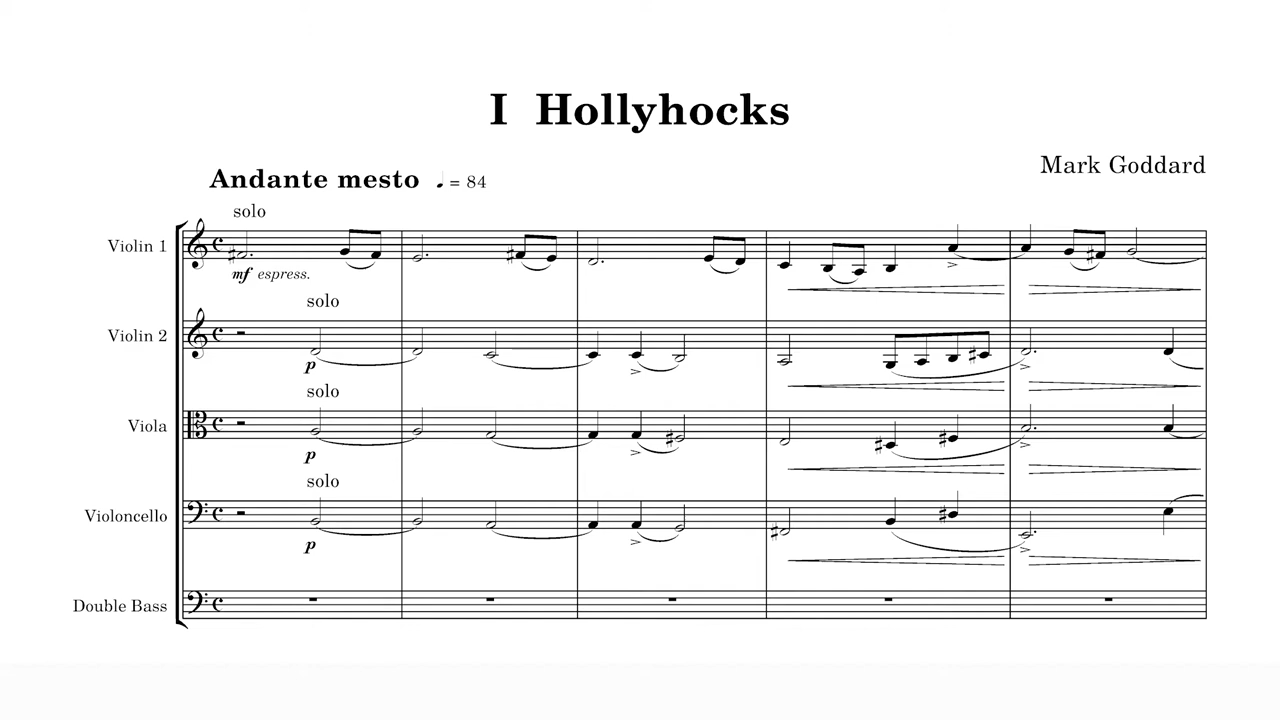 I Hollyhocks
Mark Goddard
Andante mesto ♩ = 84
solo
Violin 1
mf espress.
solo
Violin 2
p
solo
Viola
p
solo
Violoncello
p
Double Bass